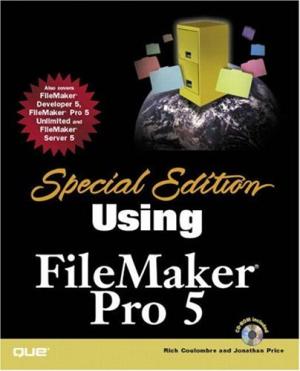 Also covers
FileMaker
Developer 5,
FileMaker Pro 5
Unlimited and
FileMaker
Server 5
Special Edition
Using
FileMaker®
Pro 5
CD-ROM included
QUE®
Rich Coulombre and Jonathan Price